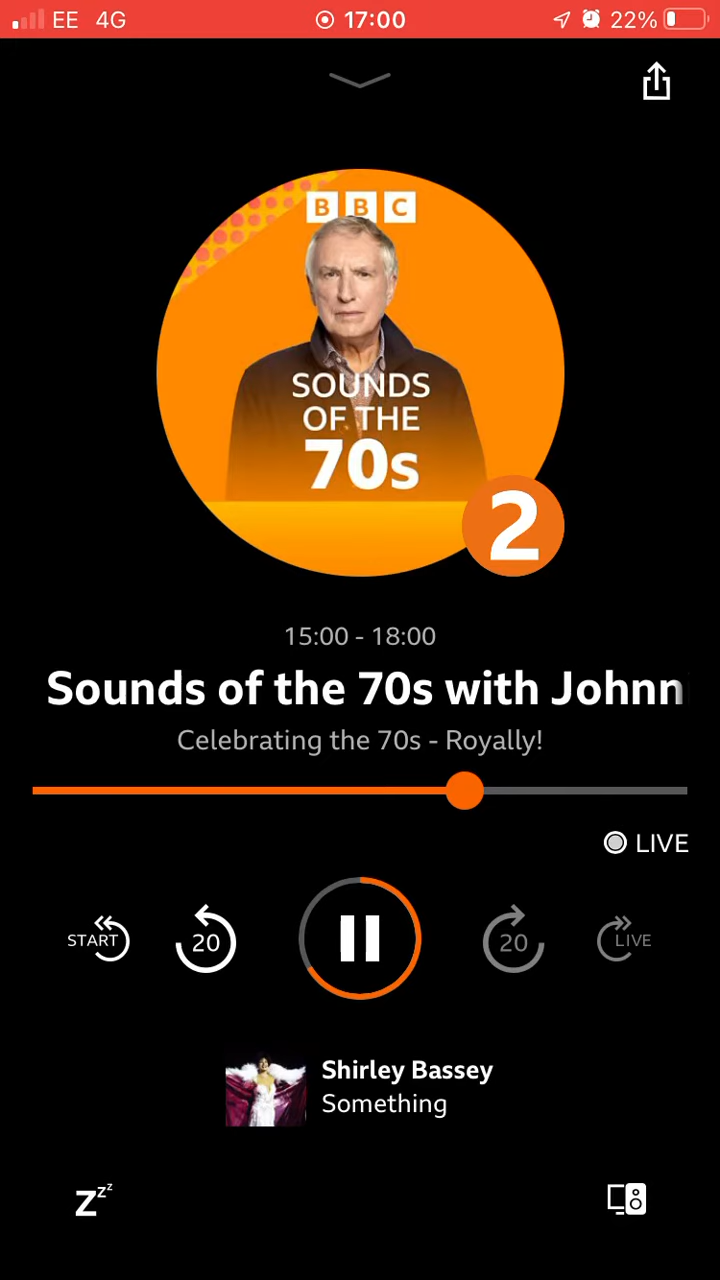 EE 4G 17:00 22%
BBC
SOUNDS
OF THE
70s
2
15:00 - 18:00
Sounds of the 70s with Johnn
Celebrating the 70s - Royally!
LIVE
START 20 20 LIVE
Shirley Bassey
Something
Zzz